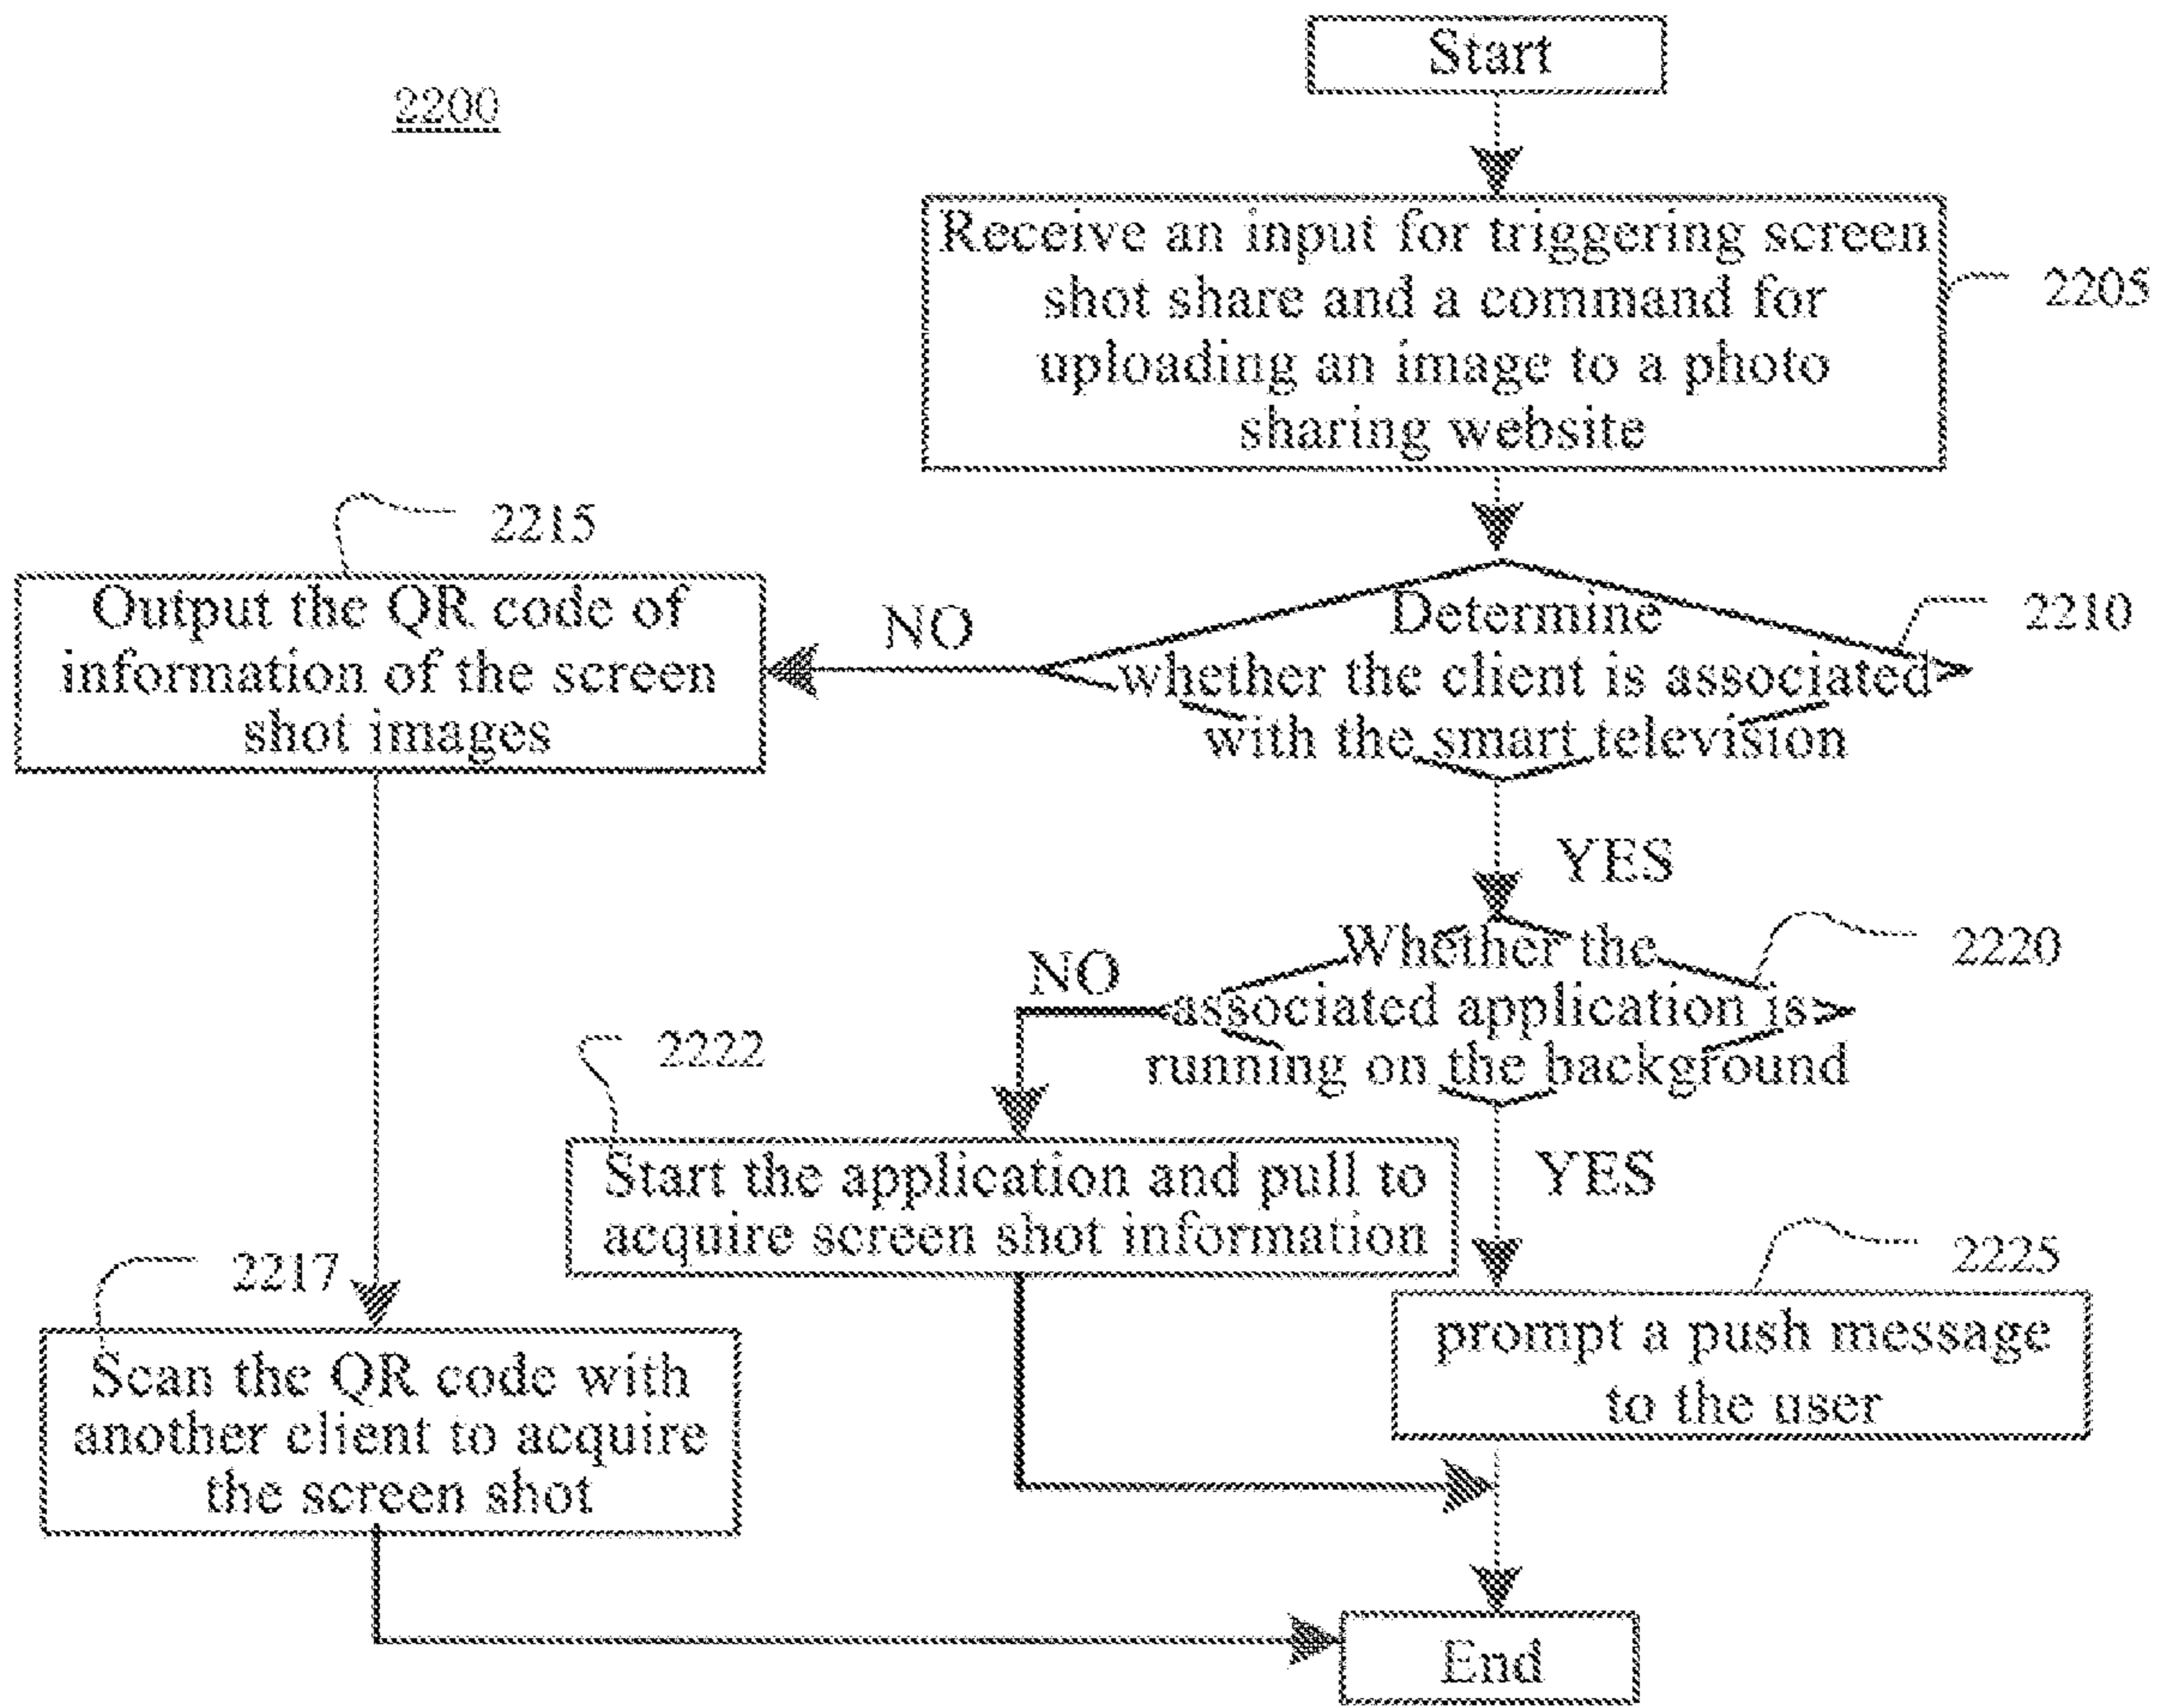 2200
Start
Receive an input for triggering screen
shot share and a command for
uploading an image to a photo
sharing website
2205
2215
Output the QR code of
information of the screen
shot images
NO
Determine
whether the client is associated
with the smart television
2210
YES
Whether the
associated application is
running on the background
2220
NO
2222
Start the application and pull to
acquire screen shot information
YES
2225
prompt a push message
to the user
2217
Scan the QR code with
another client to acquire
the screen shot
End